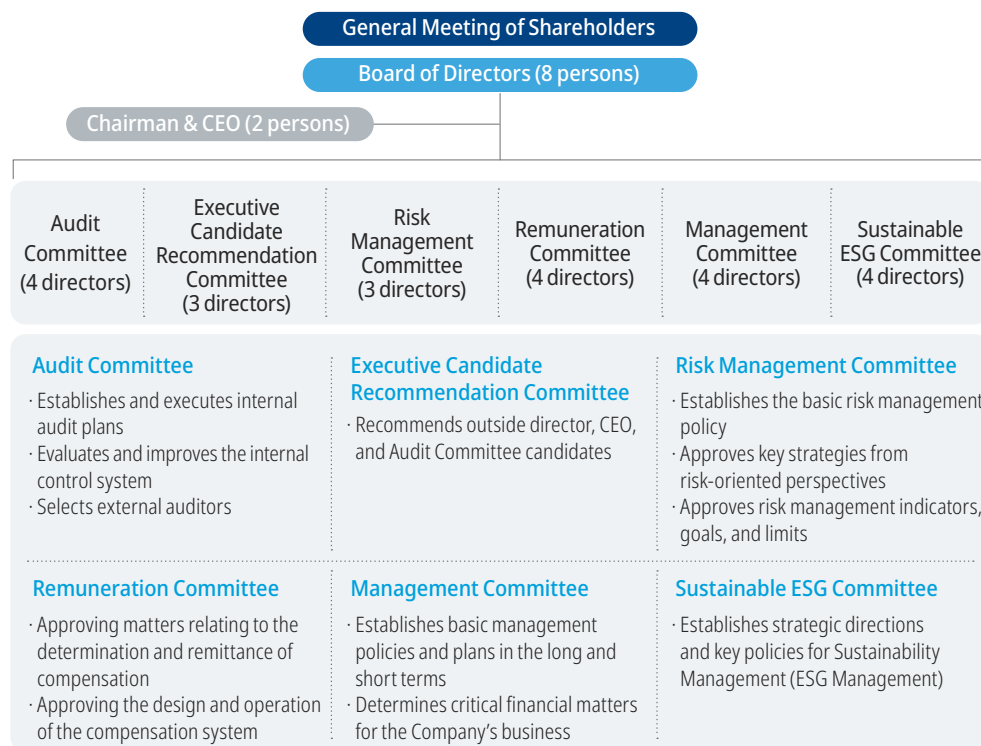 General Meeting of Shareholders
Board of Directors (8 persons)
Chairman & CEO (2 persons)
Audit
Committee
(4 directors)
Executive
Candidate
Recommendation
Committee
(3 directors)
Risk
Management
Committee
(3 directors)
Remuneration
Committee
(4 directors)
Management
Committee
(4 directors)
Sustainable
ESG Committee
(4 directors)
Audit Committee
· Establishes and executes internal
audit plans
· Evaluates and improves the internal
control system
· Selects external auditors
Executive Candidate
Recommendation Committee
· Recommends outside director, CEO,
and Audit Committee candidates
Risk Management Committee
· Establishes the basic risk management
policy
· Approves key strategies from
risk-oriented perspectives
· Approves risk management indicators,
goals, and limits
Remuneration Committee
· Approving matters relating to the
determination and remittance of
compensation
· Approving the design and operation
of the compensation system
Management Committee
· Establishes basic management
policies and plans in the long and
short terms
· Determines critical financial matters
for the Company's business
Sustainable ESG Committee
· Establishes strategic directions
and key policies for Sustainability
Management (ESG Management)